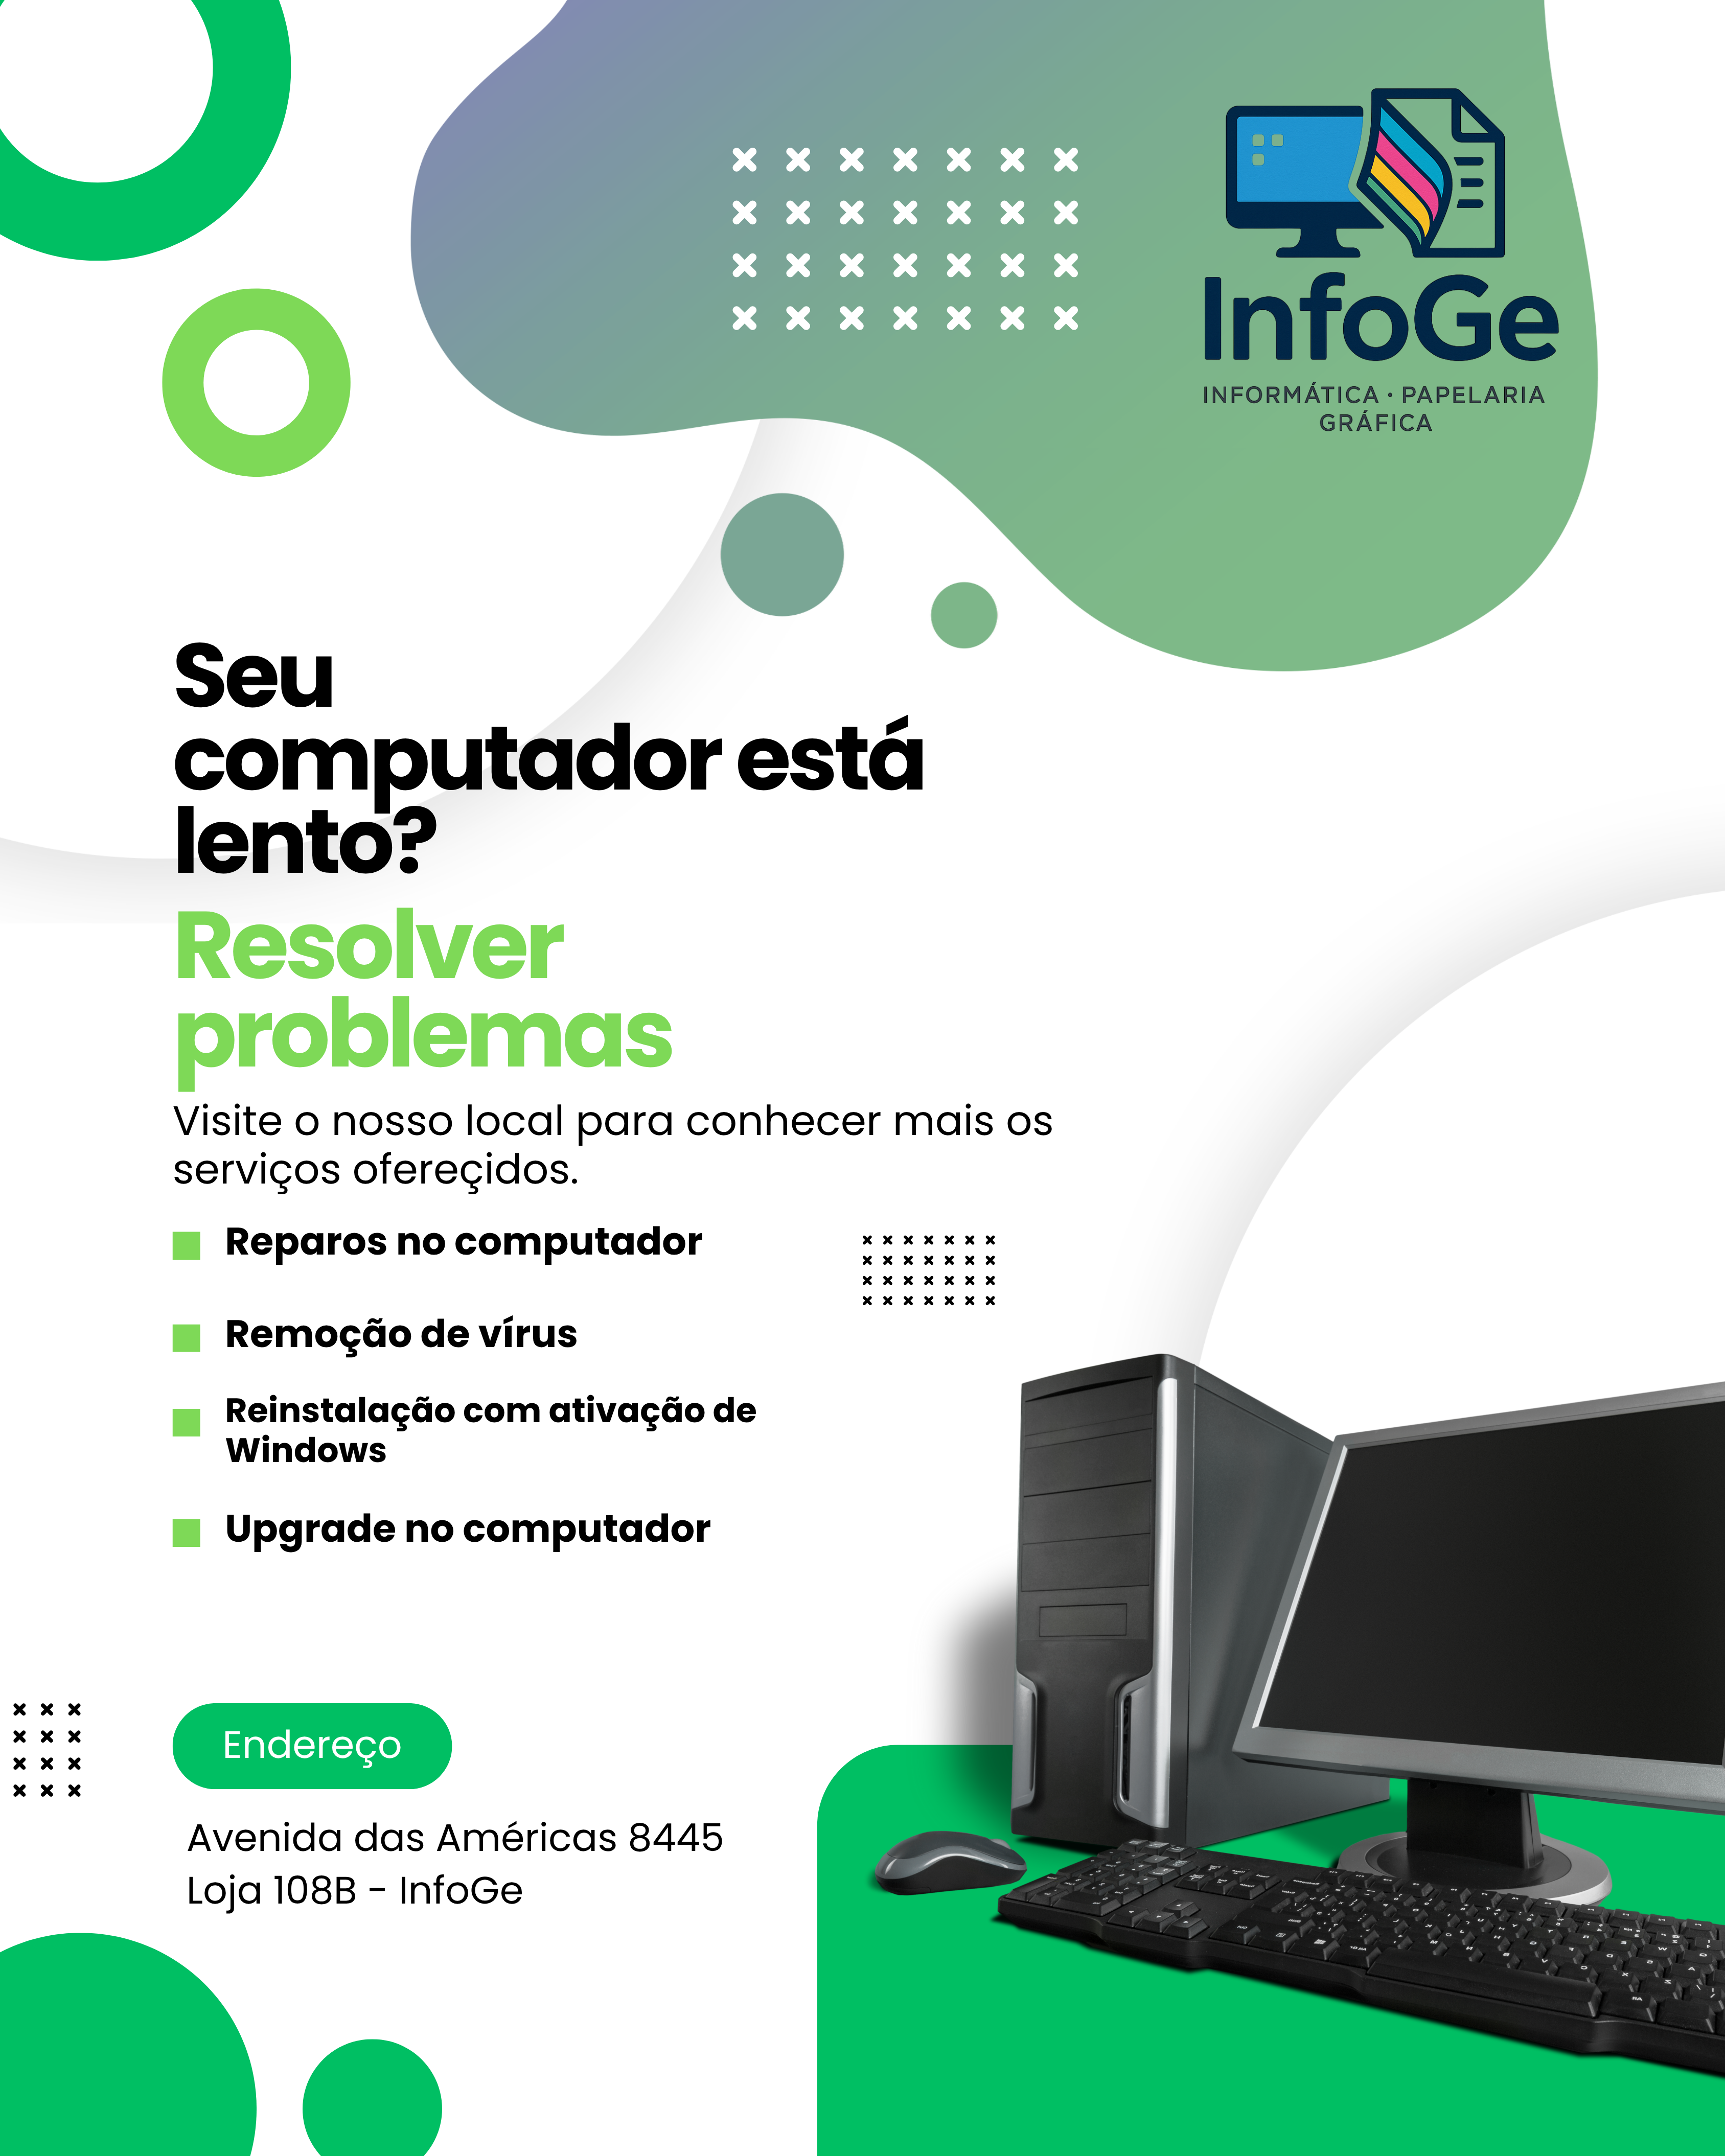 InfoGe
INFORMÁTICA • PAPELARIA
GRÁFICA
Seu
computador está
lento?
Resolver
problemas
Visite o nosso local para conhecer mais os
serviços ofereçidos.
Reparos no computador
Remoção de vírus
Reinstalação com ativação de
Windows
Upgrade no computador
Endereço
Avenida das Américas 8445
Loja 108B - InfoGe